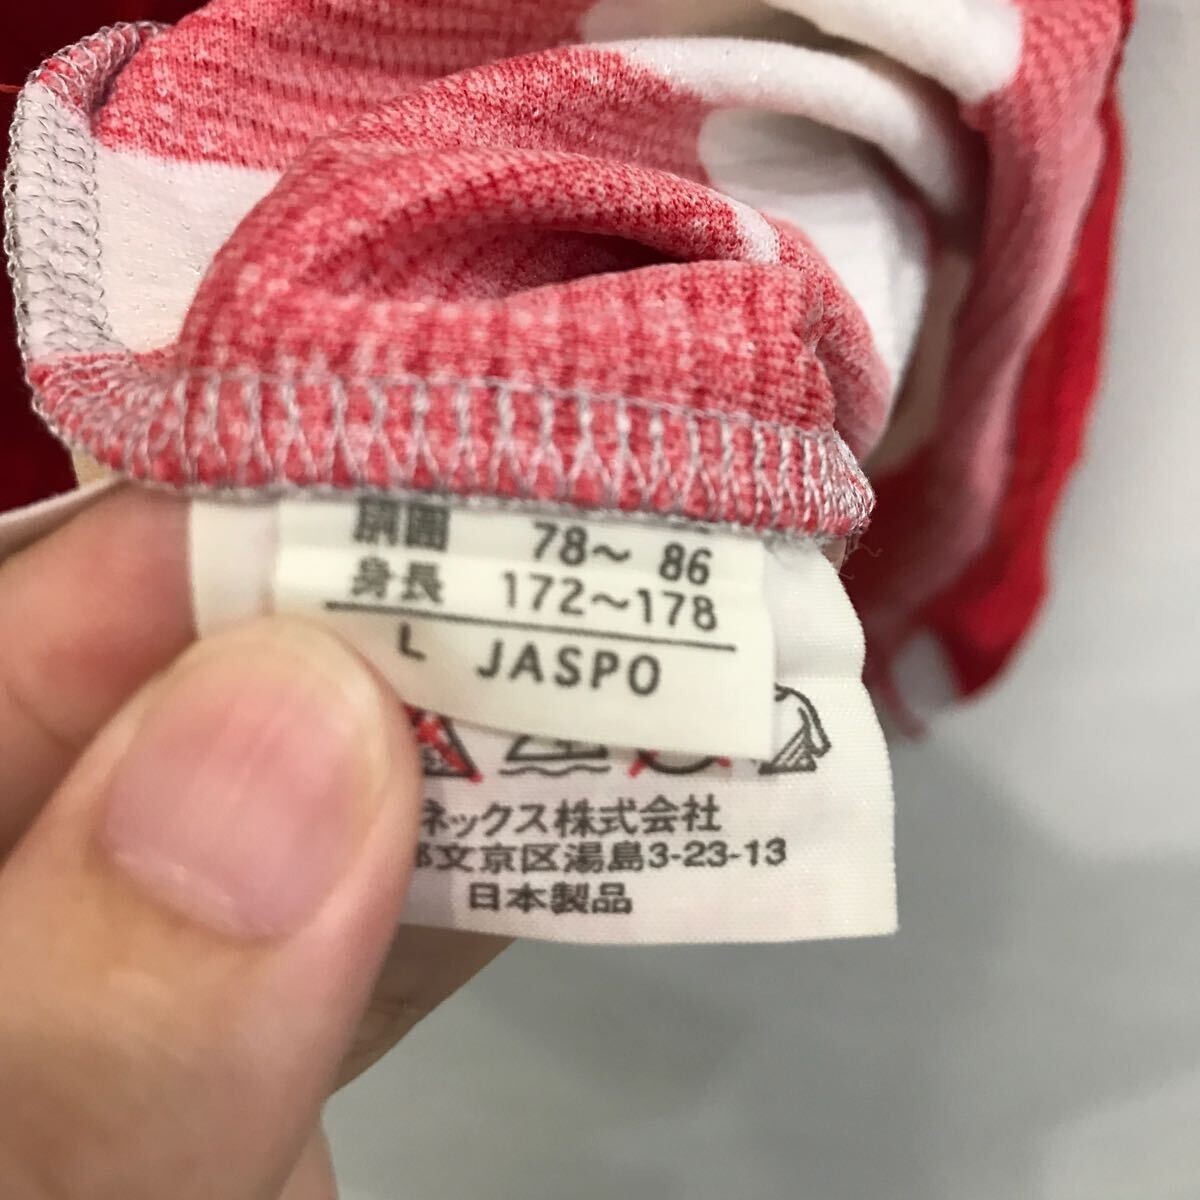 胴囲 78～ 86
身長 172～178
L JASPO
ネックス株式会社
文京区湯島3-23-13
日本製品